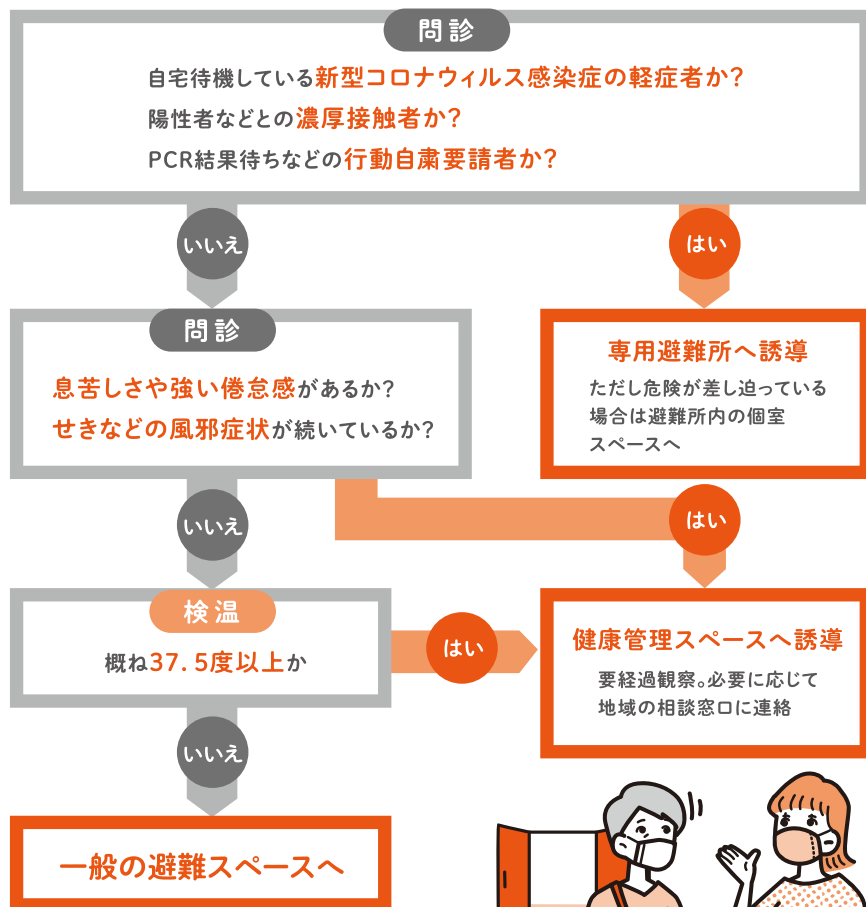 問診
自宅待機している新型コロナウィルス感染症の軽症者か?
陽性者などとの濃厚接触者か?
PCR結果待ちなどの行動自粛要請者か?
いいえ
はい
問診
息苦しさや強い倦怠感があるか?
せきなどの風邪症状が続いているか?
専用避難所へ誘導
ただし危険が差し迫っている
場合は避難所内の個室
スペースへ
いいえ
はい
検温
概ね37.5度以上か
はい
健康管理スペースへ誘導
要経過観察。必要に応じて
地域の相談窓口に連絡
いいえ
一般の避難スペースへ